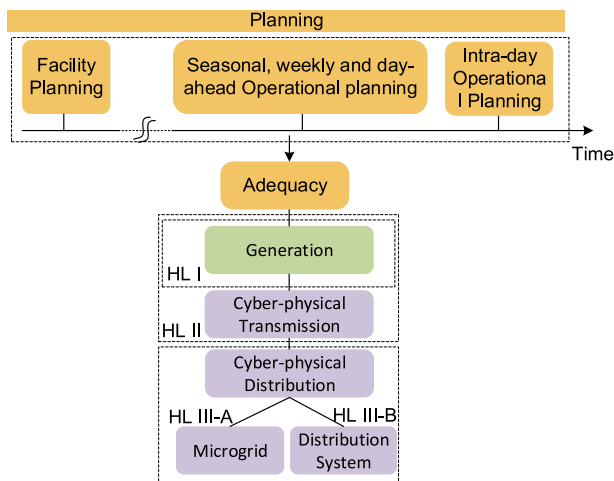 Planning
Facility
Planning
Seasonal, weekly and day-
ahead Operational planning
Intra-day
Operationa
l Planning
Time
Adequacy
Generation
HL I
Cyber-physical
Transmission
HL II
Cyber-physical
Distribution
HL III-A
HL III-B
Microgrid
Distribution
System